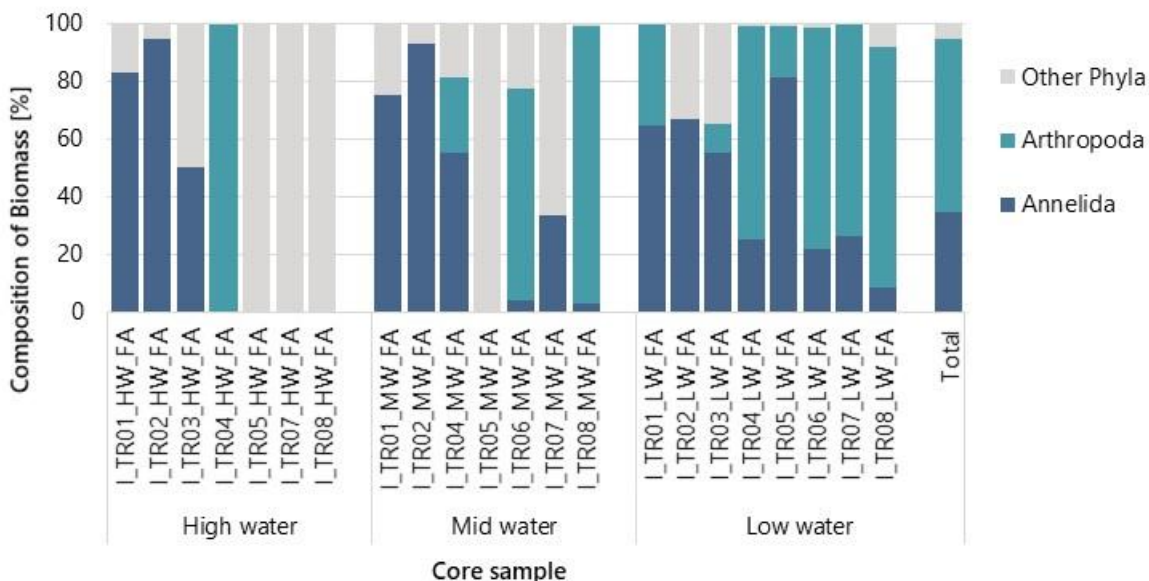 Composition of Biomass [%]
100
80
60
40
20
0
Other Phyla
Arthropoda
Annelida
I_TR01_HW_FA
I_TR02_HW_FA
I_TR03_HW_FA
I_TR04_HW_FA
I_TR05_HW_FA
I_TR07_HW_FA
I_TR08_HW_FA
I_TR01_MW_FA
I_TR02_MW_FA
I_TR04_MW_FA
I_TR05_MW_FA
I_TR06_MW_FA
I_TR07_MW_FA
I_TR08_MW_FA
I_TR01_LW_FA
I_TR02_LW_FA
I_TR03_LW_FA
I_TR04_LW_FA
I_TR05_LW_FA
I_TR06_LW_FA
I_TR07_LW_FA
I_TR08_LW_FA
Total
High water
Mid water
Low water
Core sample